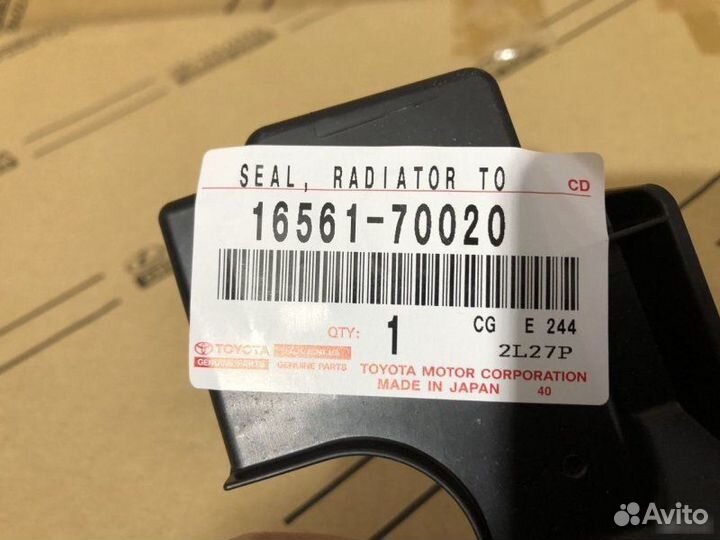 SEAL, RADIATOR TO CD
16561-70020
QTY: 1 CG E 244
2L27P
TOYOTA
GENUINE PARTS GENUINE PARTS
TOYOTA MOTOR CORPORATION
MADE IN JAPAN 40
Avito